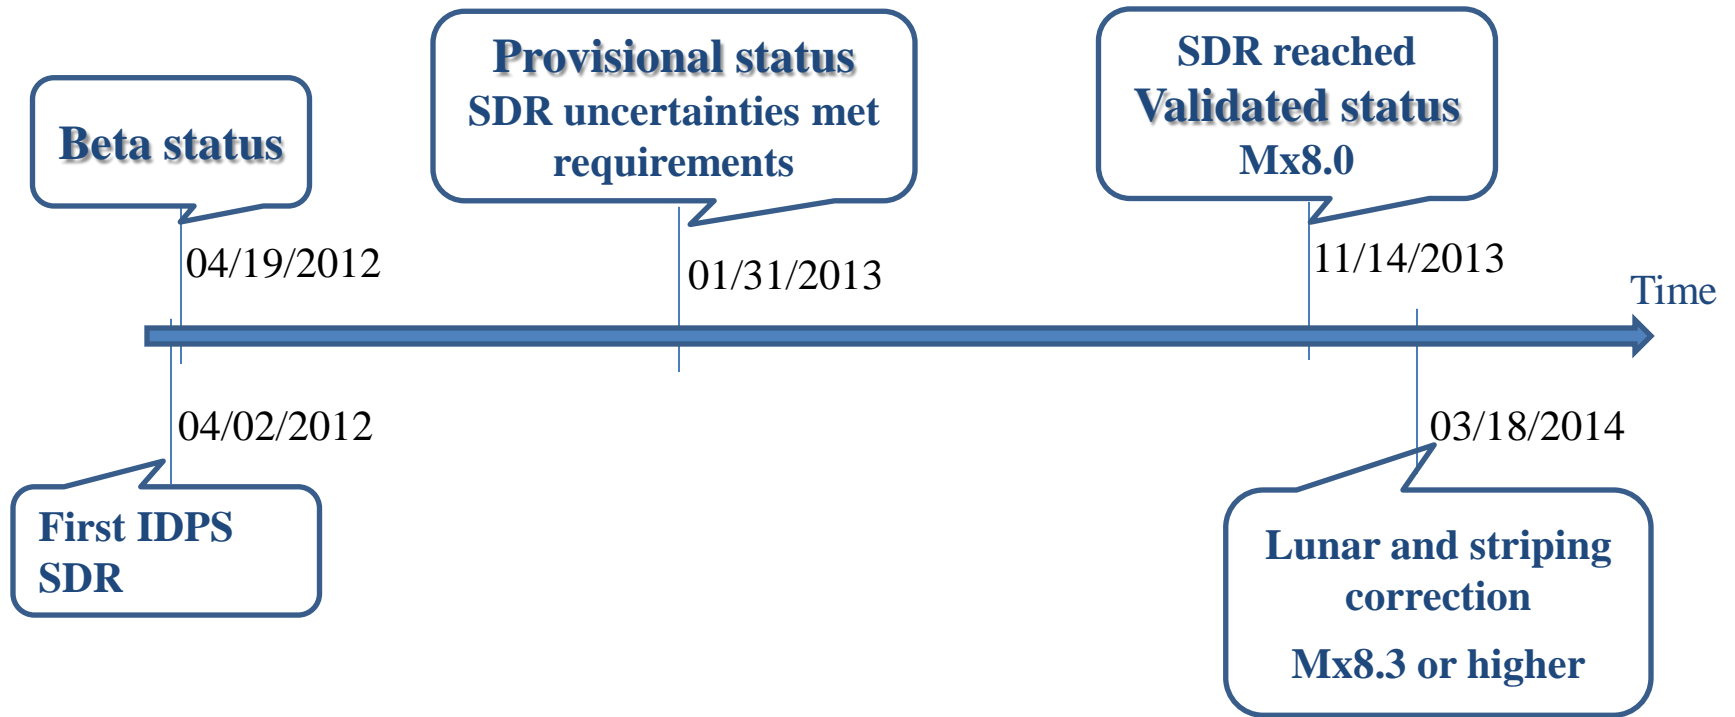 Beta status
Provisional status
SDR uncertainties met
requirements
SDR reached
Validated status
Mx8.0
04/19/2012
01/31/2013
11/14/2013
Time
04/02/2012
03/18/2014
First IDPS
SDR
Lunar and striping
correction
Mx8.3 or higher